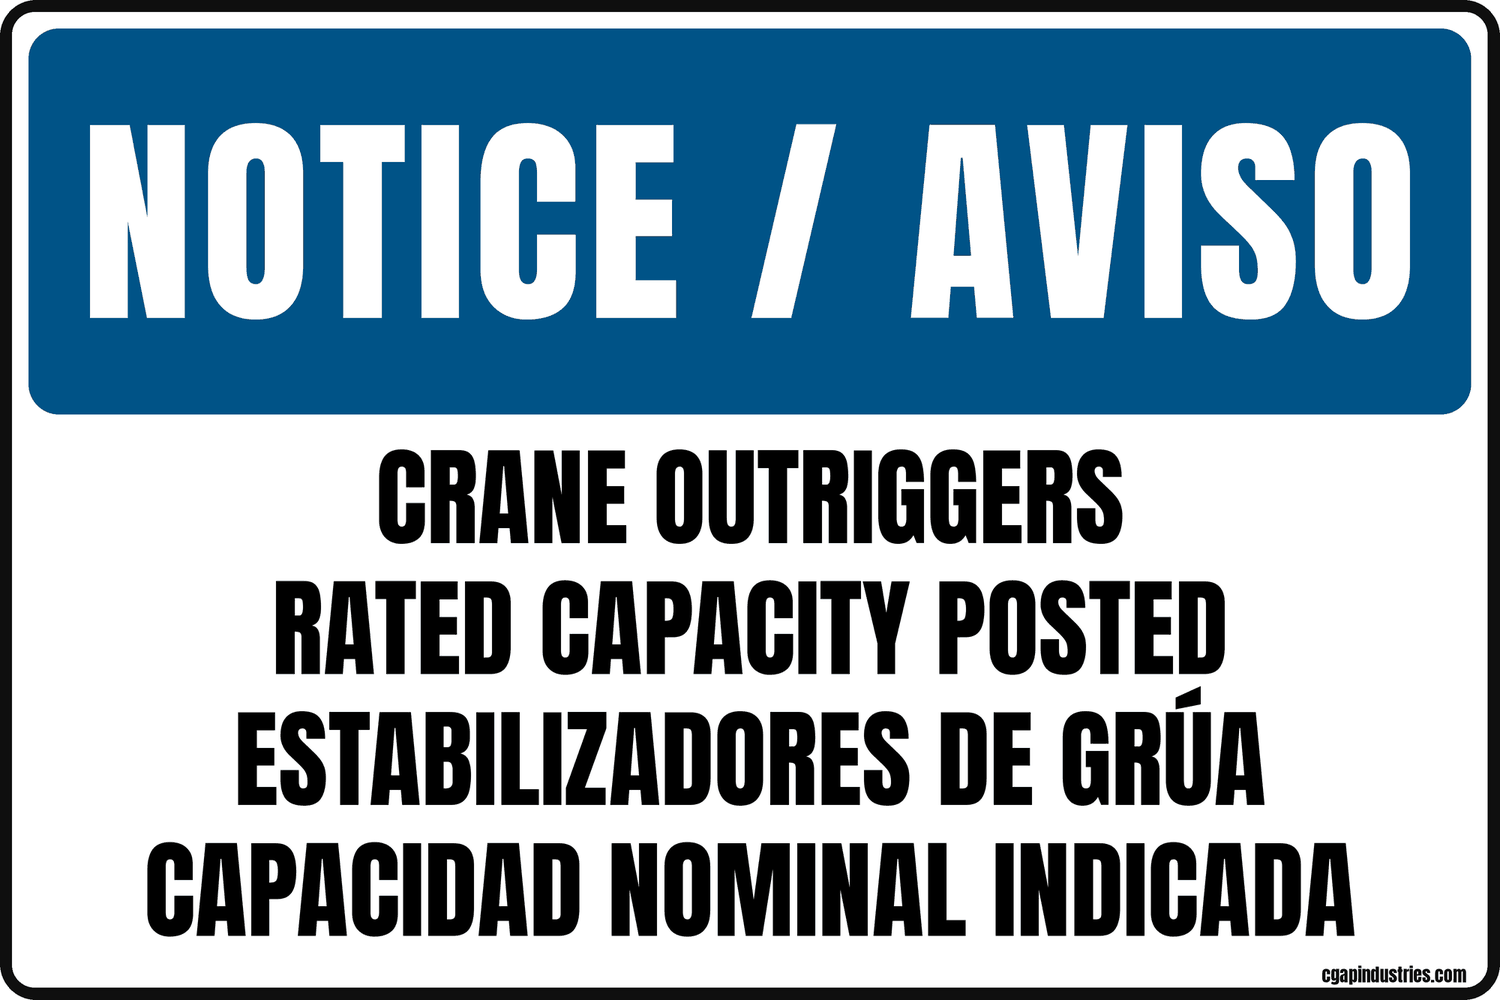 NOTICE / AVISO
CRANE OUTRIGGERS
RATED CAPACITY POSTED
ESTABILIZADORES DE GRÚA
CAPACIDAD NOMINAL INDICADA
cgapindustries.com